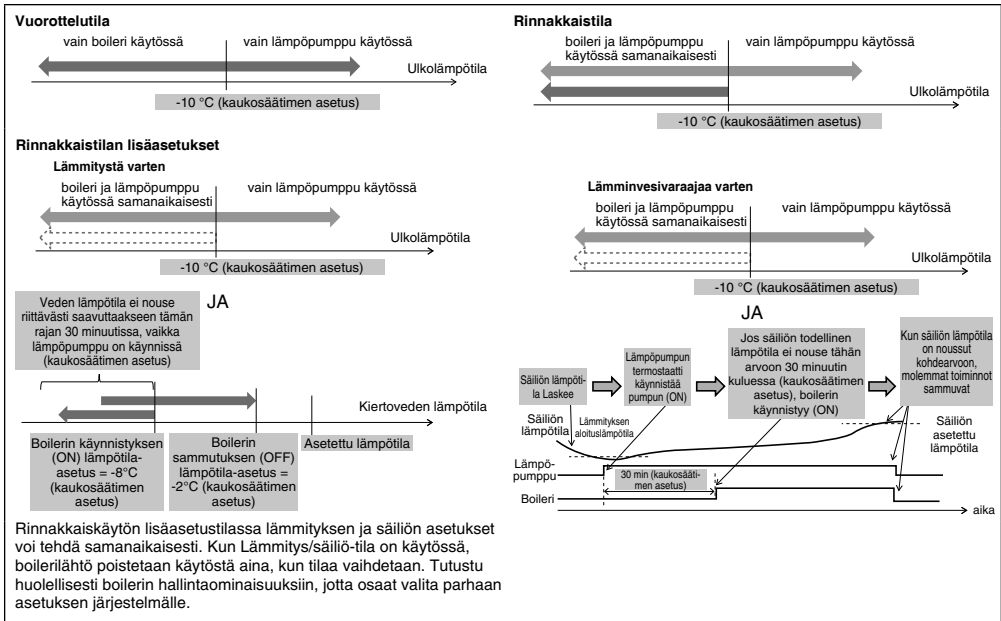 Vuorottelutila
vain boileri käytössä
vain lämpöpumppu käytössä
Ulkolämpötila
-10 °C (kaukosäätimen asetus)
Rinnakkaistila
boileri ja lämpöpumppu
käytössä samanaikaisesti
vain lämpöpumppu käytössä
Ulkolämpötila
-10 °C (kaukosäätimen asetus)
Rinnakkaistilan lisäasetukset
Lämmitystä varten
boileri ja lämpöpumppu
käytössä samanaikaisesti
vain lämpöpumppu käytössä
Ulkolämpötila
-10 °C (kaukosäätimen asetus)
JA
Veden lämpötila ei nouse
riittävästi saavuttaakseen tämän
rajan 30 minuutissa, vaikka
lämpöpumppu on käynnissä
(kaukosäätimen asetus)
Kiertoveden lämpötila
Boilerin käynnistyksen
(ON) lämpötila-
asetus = -8°C
(kaukosäätimen
asetus)
Boilerin
sammutuksen (OFF)
lämpötila-asetus =
-2°C (kaukosäätimen
asetus)
Asetettu lämpötila
Lämminvesivaraajaa varten
boileri ja lämpöpumppu
käytössä samanaikaisesti
vain lämpöpumppu käytössä
Ulkolämpötila
-10 °C (kaukosäätimen asetus)
JA
Säiliön lämpöti-
la Laskee
Lämpöpumpun
termostaatti
käynnistää
pumpun (ON)
Jos säiliön todellinen
lämpötila ei nouse tähän
arvoon 30 minuutin
kuluessa (kaukosäätimen
asetus), boilerin
käynnistyy (ON)
Kun säiliön lämpötila
on noussut
kohdearvoon,
molemmat toiminnot
sammuvat
Säiliön
lämpötila
Lämmityksen
aloituslämpötila
Säiliön
asetettu
lämpötila
Lämpö-
pumppu
30 min (kaukosääti-
men asetus)
Boileri
aika
Rinnakkaiskäytön lisäasetustilassa lämmityksen ja säiliön asetukset
voi tehdä samanaikaisesti. Kun Lämmitys/säiliö-tila on käytössä,
boilerilähtö poistetaan käytöstä aina, kun tilaa vaihdetaan. Tutustu
huolellisesti boilerin hallintaominaisuuksiin, jotta osaat valita parhaan
asetuksen järjestelmälle.